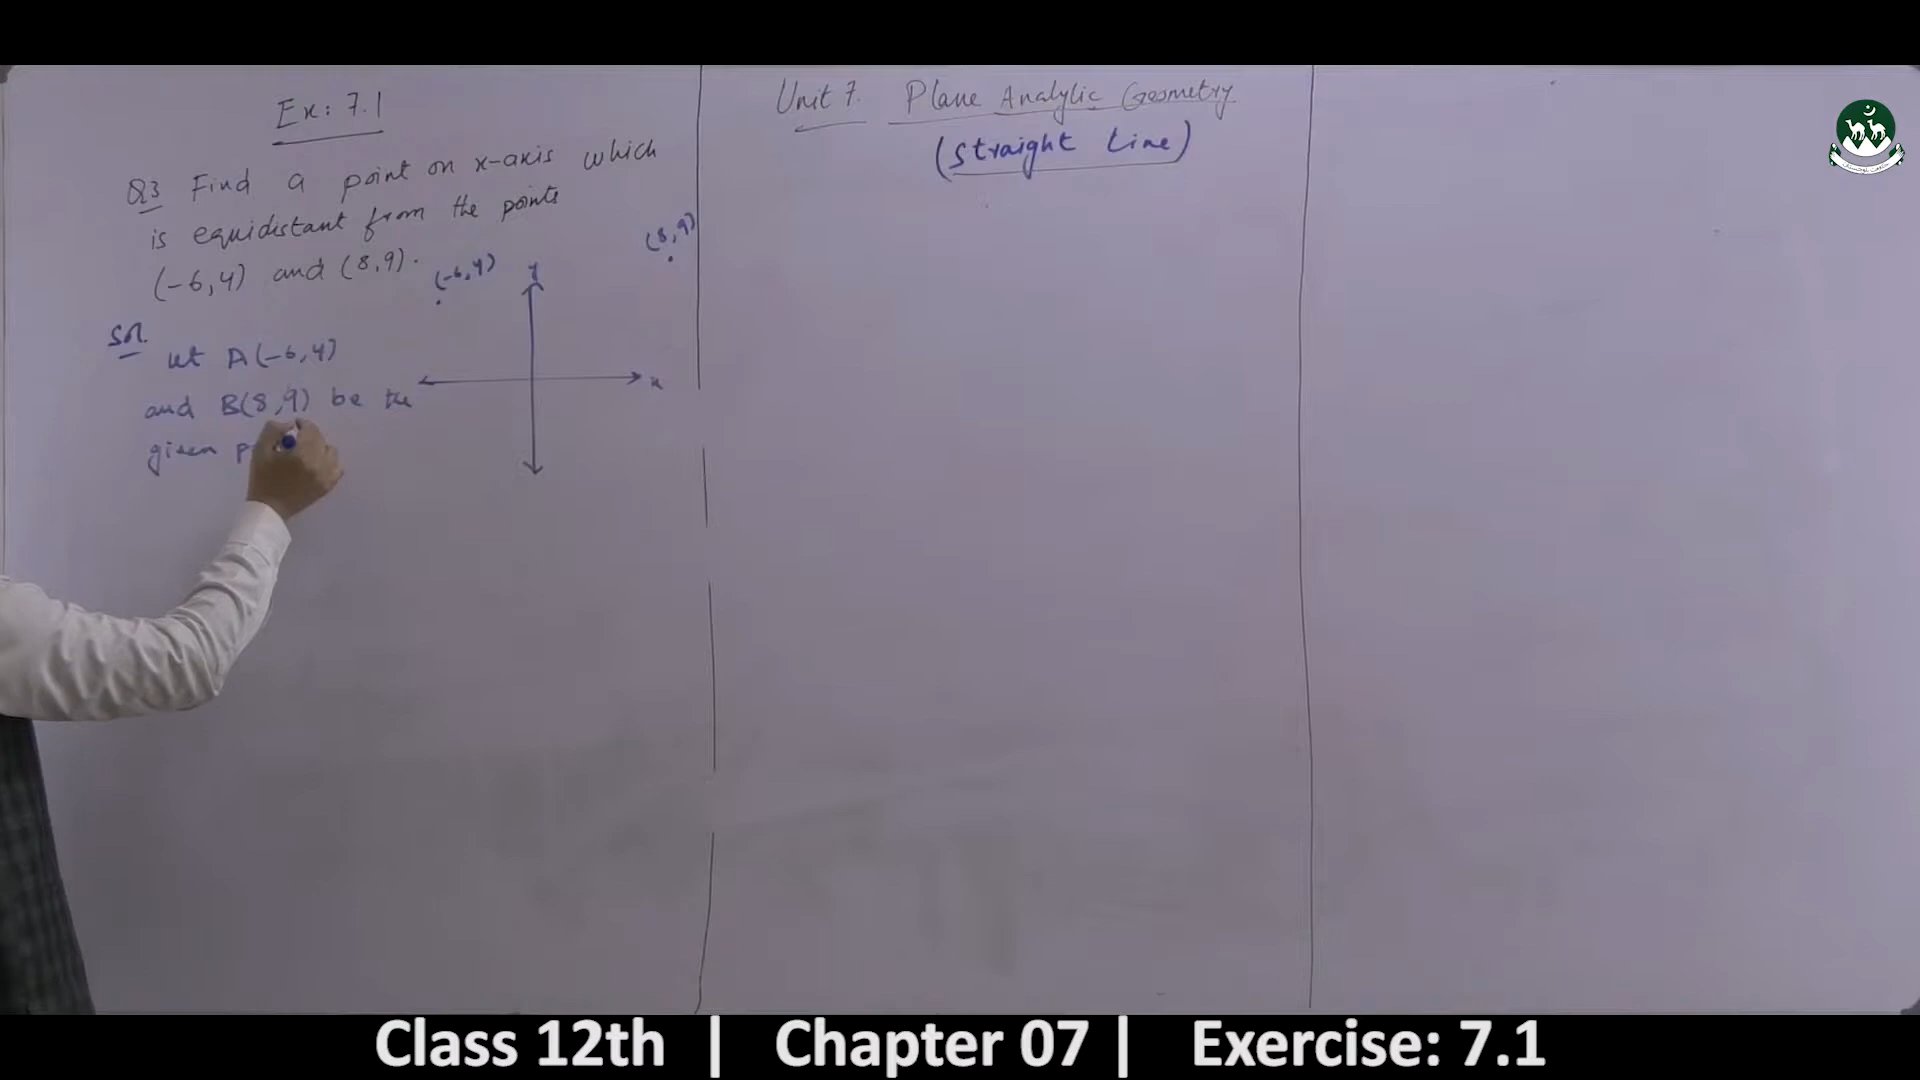 Ex: 7.1
Q3 Find a point on x-axis which
is equidistant from the points
(-6,4) and (8,9).
Sol.
let A(-6,4)
and B(8,9) be the
given p
(-6,4)
y
(8,9)
x
Unit 7. Plane Analytic Geometry
(straight line)
Class 12th | Chapter 07 | Exercise: 7.1